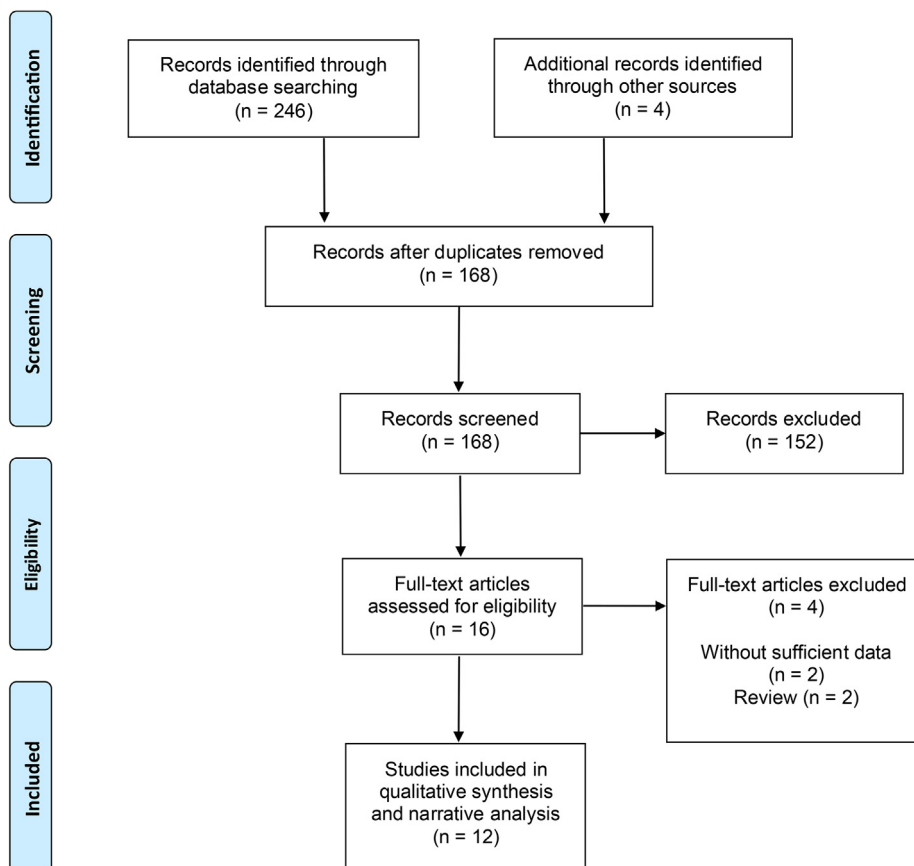 Identification
Records identified through
database searching
(n = 246)
Additional records identified
through other sources
(n = 4)
Screening
Records after duplicates removed
(n = 168)
Records screened
(n = 168)
Records excluded
(n = 152)
Eligibility
Full-text articles
assessed for eligibility
(n = 16)
Full-text articles excluded
(n = 4)
Without sufficient data
(n = 2)
Review (n = 2)
Included
Studies included in
qualitative synthesis
and narrative analysis
(n = 12)